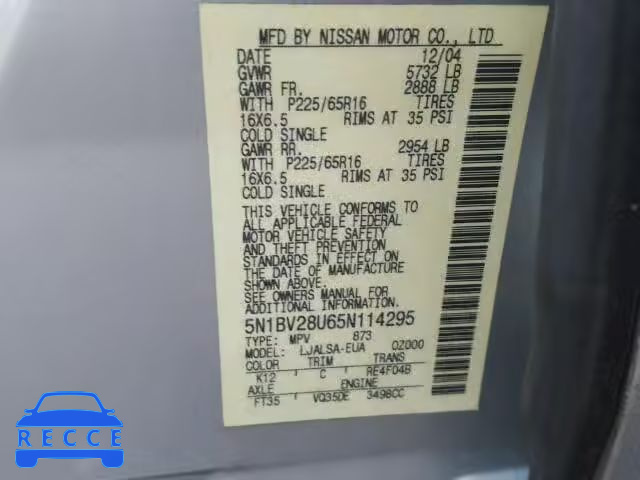 MFD BY NISSAN MOTOR CO., LTD
DATE 12/04
GVWR 5732 LB
GAWR FR. 2888 LB
WITH P225/65R16 TIRES
16X6.5 RIMS AT 35 PSI
COLD SINGLE
GAWR RR. 2954 LB
WITH P225/65R16 TIRES
16X6.5 RIMS AT 35 PSI
COLD SINGLE
THIS VEHICLE CONFORMS TO
ALL APPLICABLE FEDERAL
MOTOR VEHICLE SAFETY
AND THEFT PREVENTION
STANDARDS IN EFFECT ON
THE DATE OF MANUFACTURE
SHOWN ABOVE.
SEE OWNERS MANUAL FOR
ADDITIONAL INFORMATION.
5N1BV28U65N114295
TYPE: MPV 873
MODEL: LJALSA-EUA 0Z000
COLOR TRIM TRANS
K12 C RE4F04B
AXLE ENGINE
FT35 VQ35DE 3498CC
RECCE